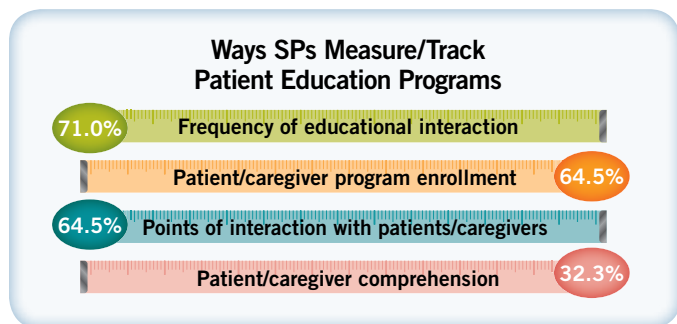 Ways SPs Measure/Track
Patient Education Programs
71.0% Frequency of educational interaction
Patient/caregiver program enrollment 64.5%
64.5% Points of interaction with patients/caregivers
Patient/caregiver comprehension 32.3%